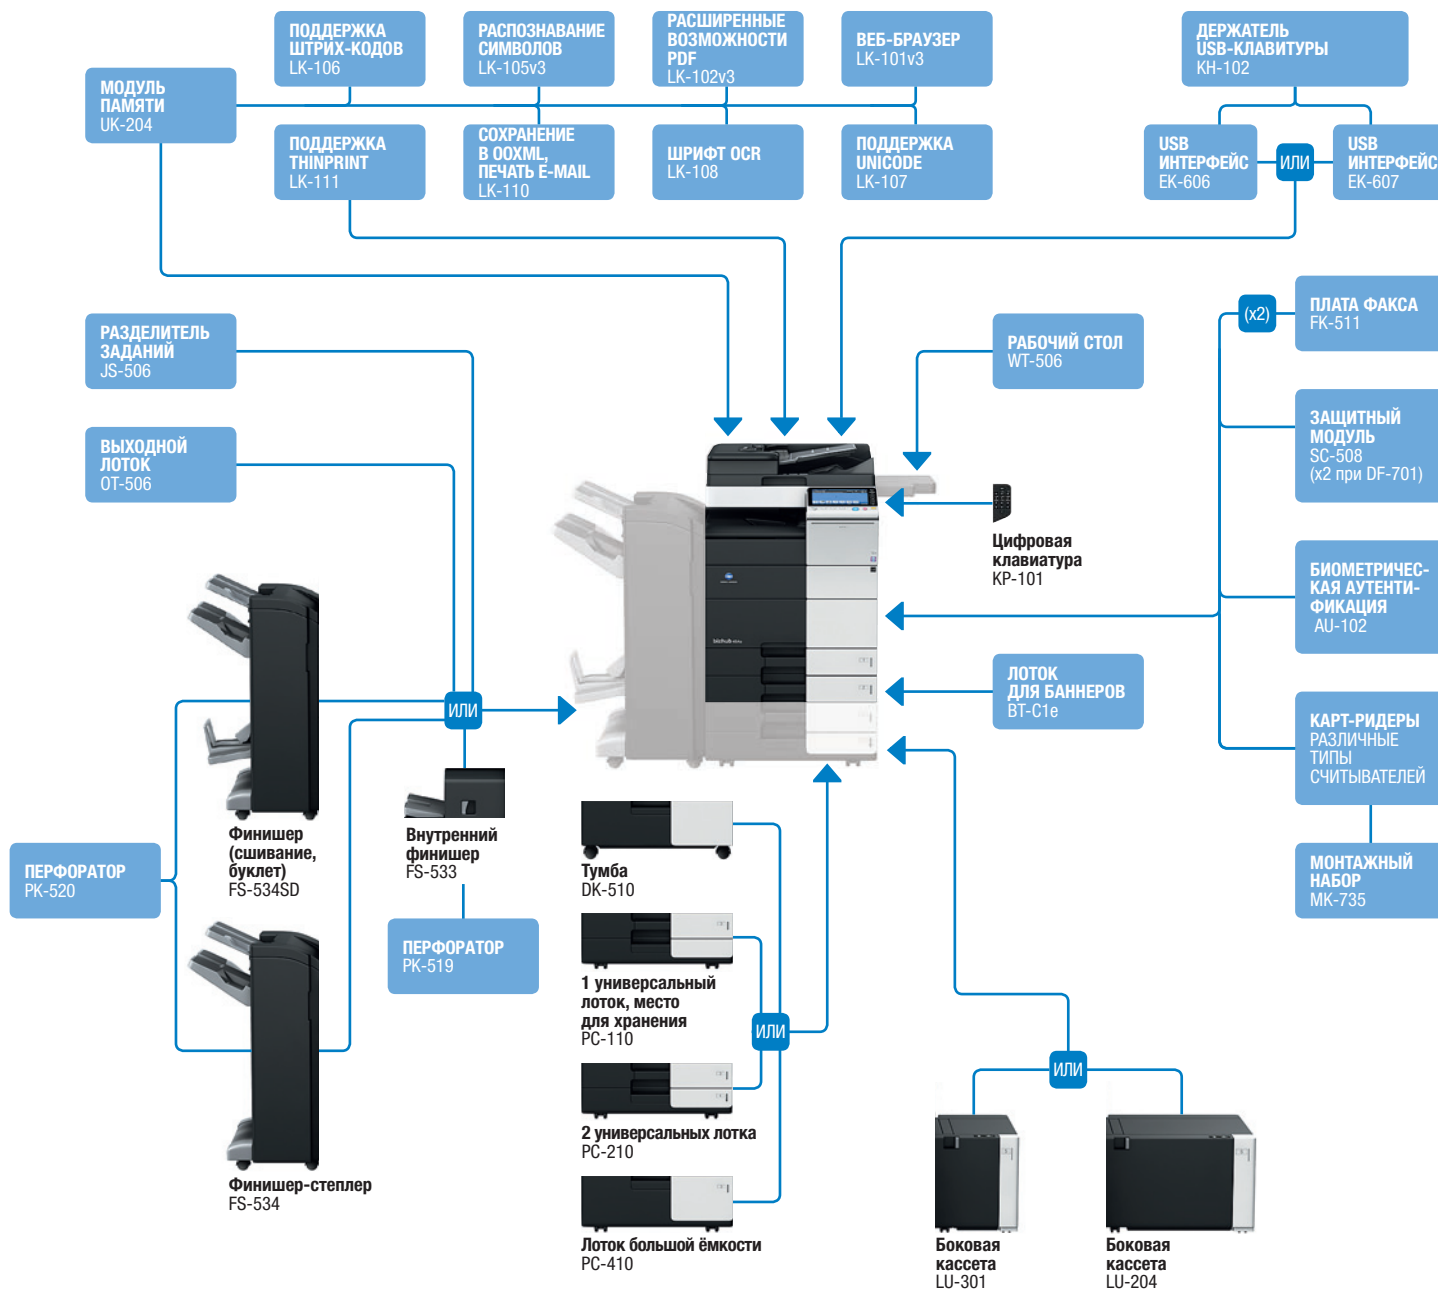 ПОДДЕРЖКА
ШТРИХ-КОДОВ
LK-106
РАСПОЗНАВАНИЕ
СИМВОЛОВ
LK-105v3
РАСШИРЕННЫЕ
ВОЗМОЖНОСТИ
PDF
LK-102v3
ВЕБ-БРАУЗЕР
LK-101v3
ДЕРЖАТЕЛЬ
USB-КЛАВИТУРЫ
KH-102
МОДУЛЬ
ПАМЯТИ
UK-204
ПОДДЕРЖКА
THINPRINT
LK-111
СОХРАНЕНИЕ
В OOXML,
ПЕЧАТЬ E-MAIL
LK-110
ШРИФТ OCR
LK-108
ПОДДЕРЖКА
UNICODE
LK-107
USB
ИНТЕРФЕЙС
EK-606
ИЛИ
USB
ИНТЕРФЕЙС
EK-607
РАЗДЕЛИТЕЛЬ
ЗАДАНИЙ
JS-506
РАБОЧИЙ СТОЛ
WT-506
(x2)
ПЛАТА ФАКСА
FK-511
ВЫХОДНОЙ
ЛОТОК
OT-506
ЗАЩИТНЫЙ
МОДУЛЬ
SC-508
(x2 при DF-701)
Цифровая
клавиатура
KP-101
БИОМЕТРИЧЕС-
КАЯ АУТЕНТИ-
ФИКАЦИЯ
AU-102
bizhub
ИЛИ
ЛОТОК
ДЛЯ БАННЕРОВ
BT-C1e
КАРТ-РИДЕРЫ
РАЗЛИЧНЫЕ
ТИПЫ
СЧИТЫВАТЕЛЕЙ
Финишер
(сшивание,
буклет)
FS-534SD
Внутренний
финишер
FS-533
Тумба
DK-510
ПЕРФОРАТОР
PK-520
МОНТАЖНЫЙ
НАБОР
MK-735
ПЕРФОРАТОР
PK-519
1 универсальный
лоток, место
для хранения
PC-110
ИЛИ
ИЛИ
2 универсальных лотка
PC-210
Финишер-степлер
FS-534
Лоток большой ёмкости
PC-410
Боковая
кассета
LU-301
Боковая
кассета
LU-204